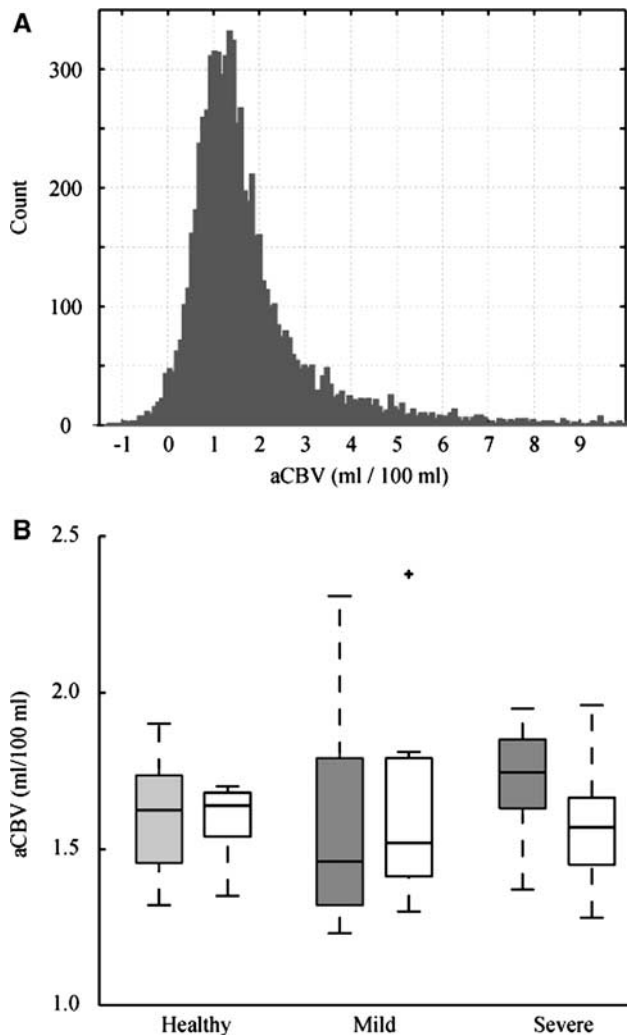 A
300
200
100
0
Count
-1 0 1 2 3 4 5 6 7 8 9
aCBV (ml / 100 ml)
B
2.5
2.0
1.5
1.0
aCBV (ml/100 ml)
Healthy Mild Severe